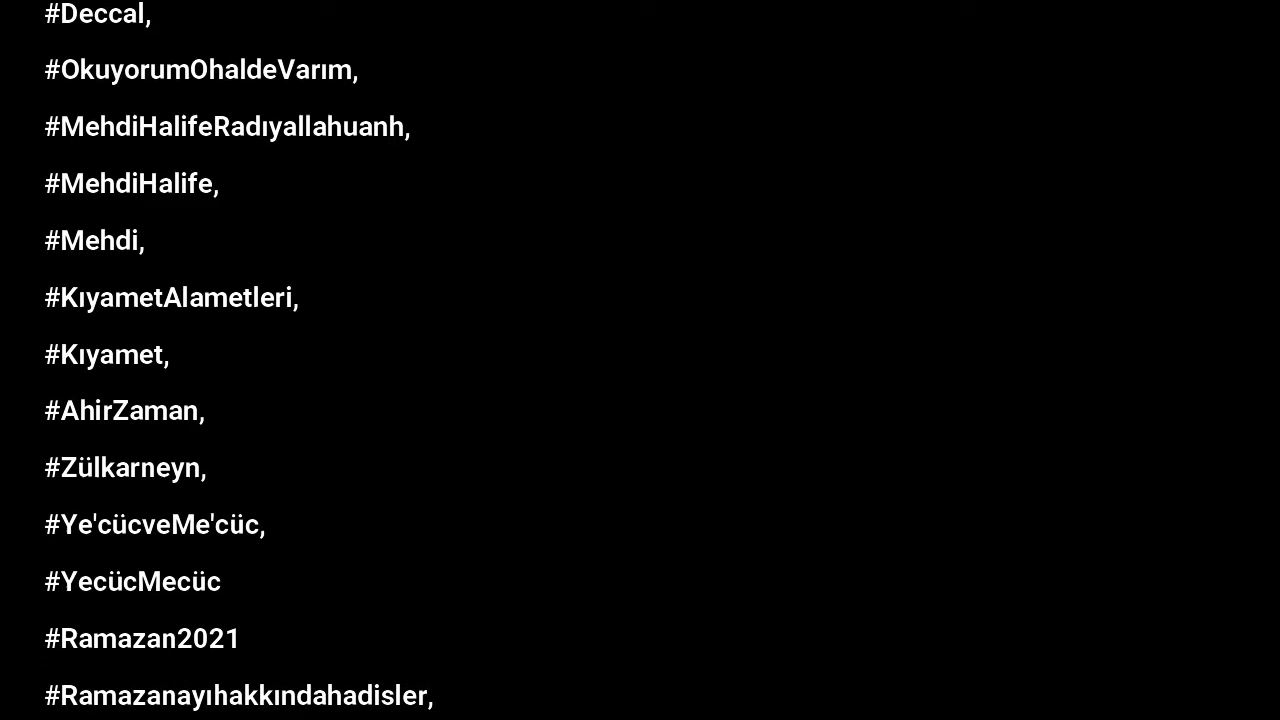 #Deccal,
#OkuyorumOhaldeVarım,
#MehdiHalifeRadıyallahuanh,
#MehdiHalife,
#Mehdi,
#KıyametAlametleri,
#Kıyamet,
#AhirZaman,
#Zülkarneyn,
#Ye'cücveMe'cüc,
#YecücMecüc
#Ramazan2021
#Ramazanayıhakkındahadisler,